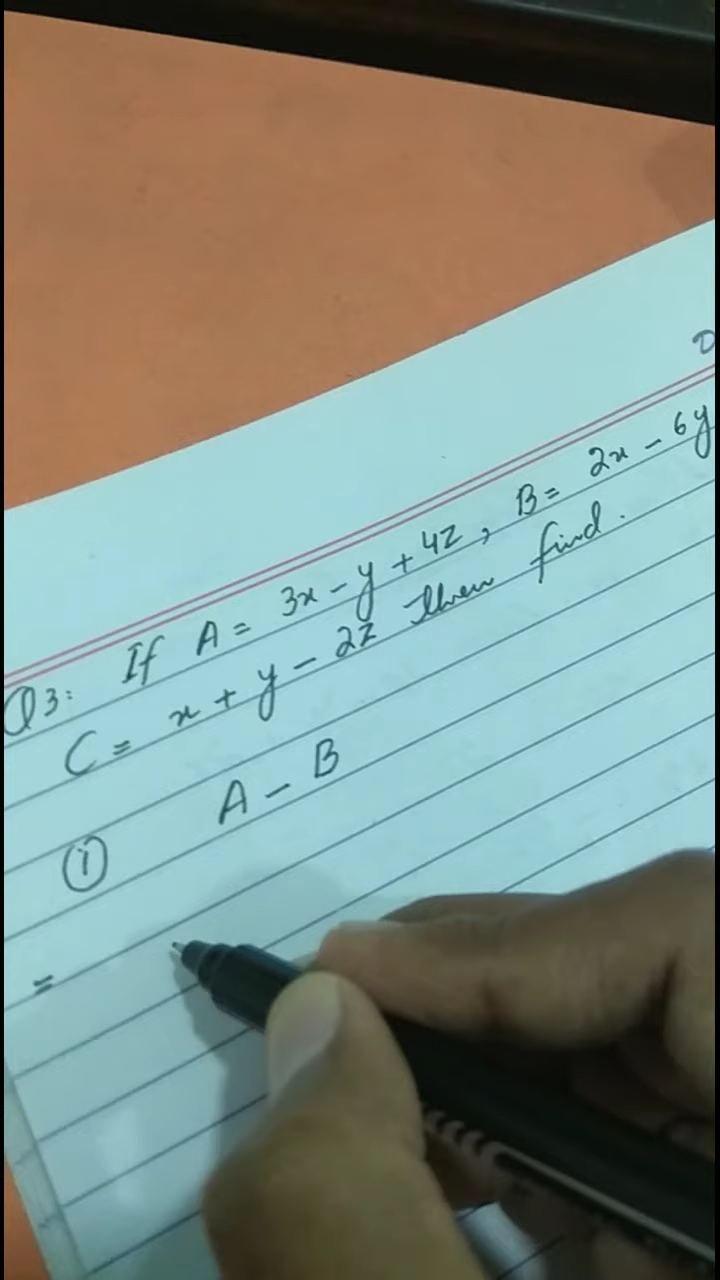 Q3: If A = 3x - y + 4z, B = 2x - 6y
C = x + y - 2z then find.
(i) A - B
=